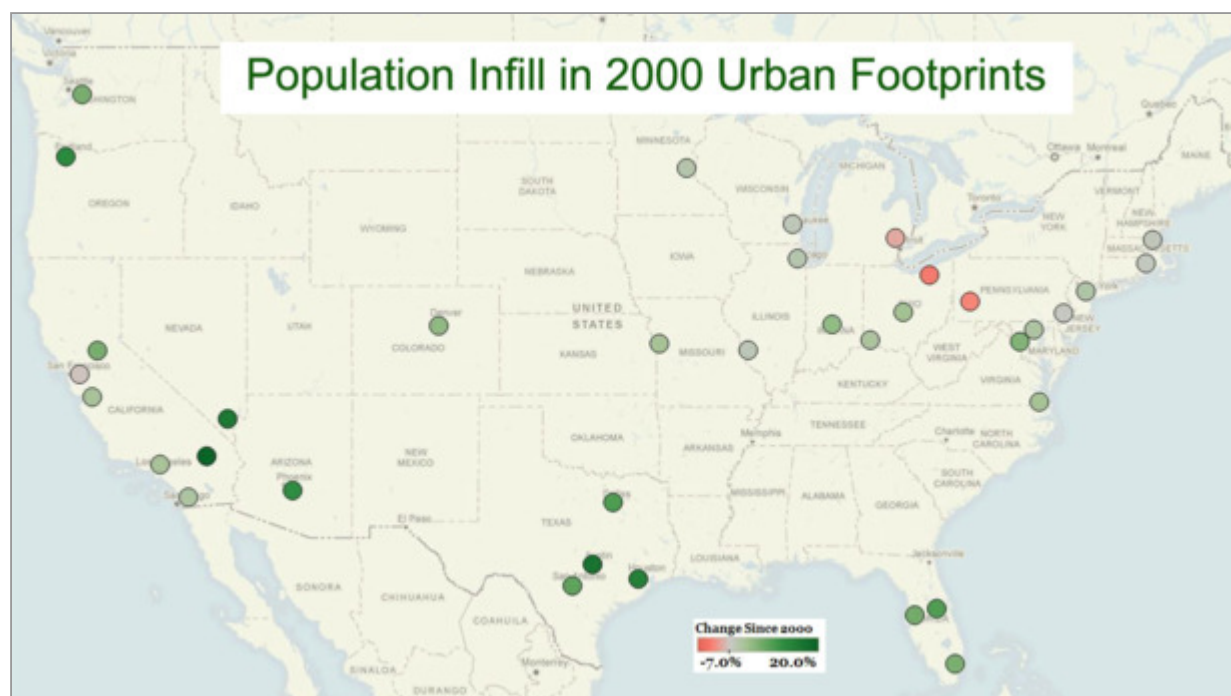 Population Infill in 2000 Urban Footprints
Vancouver
Victoria
Seattle
Quebec
Ottawa
Montreal
MAINE
MINNESOTA
MICHIGAN
OREGON
IDAHO
SOUTH
DAKOTA
WISCONSIN
Toronto
VERMONT
NEW
HAMPSHIRE
NEW
YORK
WYOMING
IOWA
NEBRASKA
PENNSYLVANIA
NEVADA
UTAH
Denver
COLORADO
UNITED
STATES
ILLINOIS
NEW
JERSEY
KANSAS
MISSOURI
WEST
VIRGINIA
MARYLAND
San Francisco
CALIFORNIA
KENTUCKY
VIRGINIA
OKLAHOMA
TENNESSEE
Memphis
Charlotte
NORTH
CAROLINA
ARIZONA
Phoenix
NEW
MEXICO
ARKANSAS
SOUTH
CAROLINA
MISSISSIPPI
ALABAMA
GEORGIA
El Paso
TEXAS
LOUISIANA
Jacksonville
Houston
SONORA
CHIHUAHUA
COAHUILA
Monterrey
SINALOA
DURANGO
Change Since 2000
-7.0% 20.0%